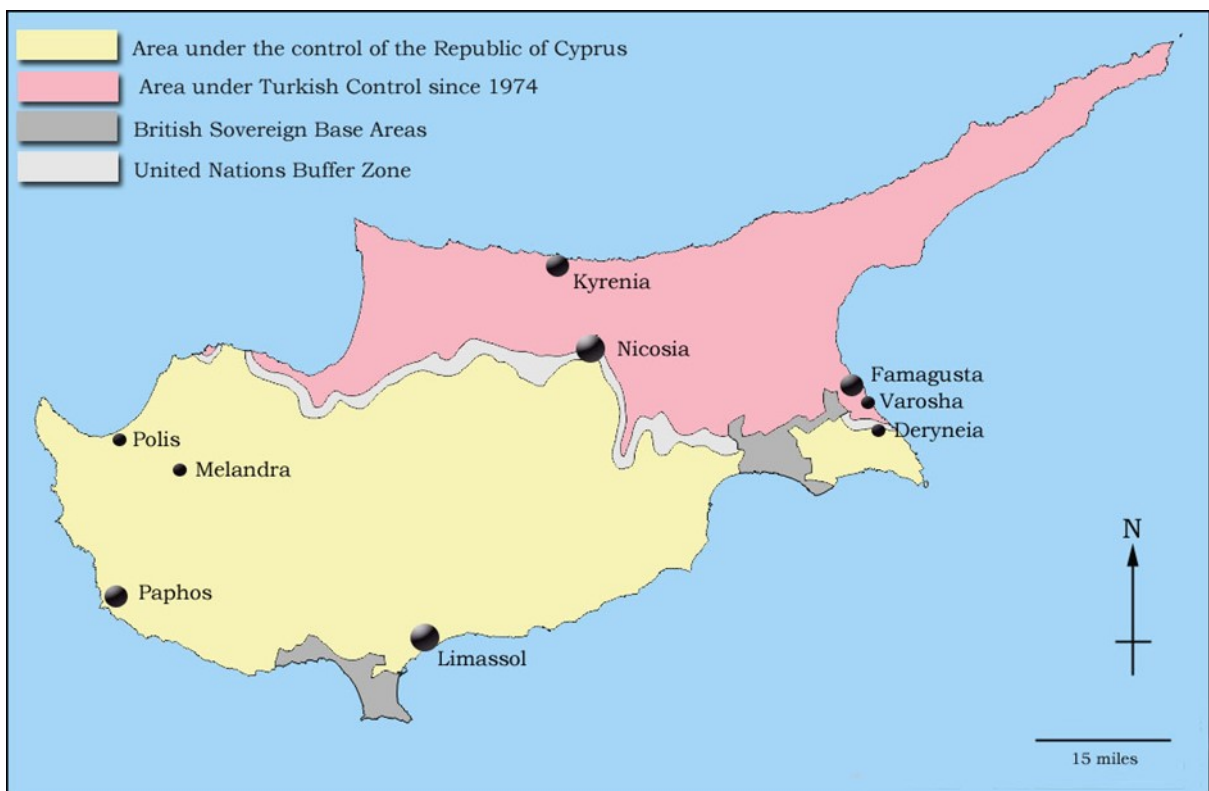 Area under the control of the Republic of Cyprus
Area under Turkish Control since 1974
British Sovereign Base Areas
United Nations Buffer Zone
Kyrenia
Nicosia
Famagusta
Varosha
Deryneia
Polis
Melandra
N
Paphos
Limassol
15 miles